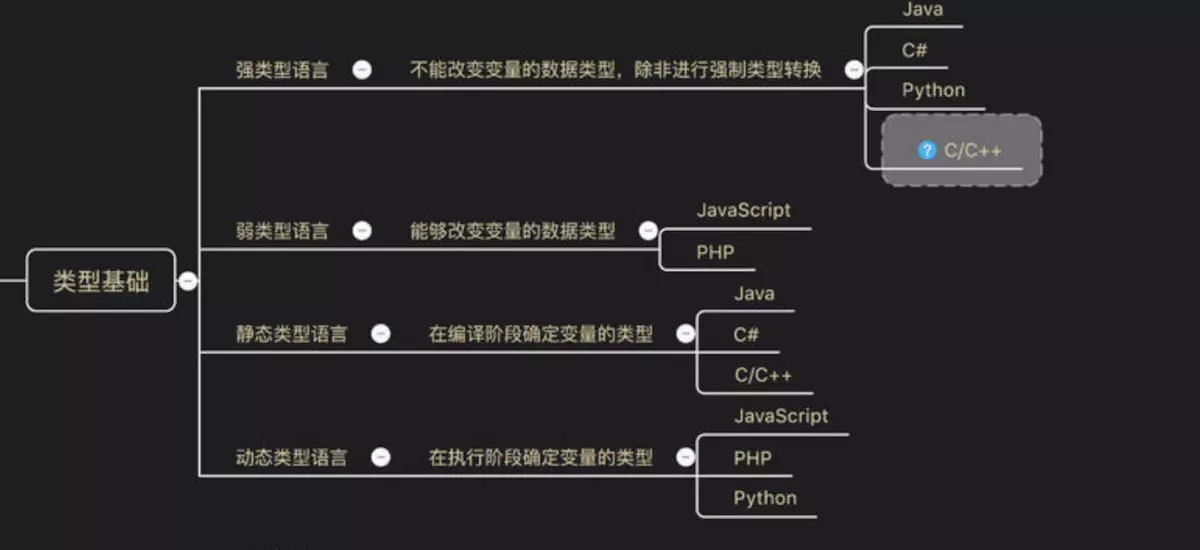 类型基础
强类型语言
不能改变变量的数据类型，除非进行强制类型转换
Java
C#
Python
? C/C++
弱类型语言
能够改变变量的数据类型
JavaScript
PHP
静态类型语言
在编译阶段确定变量的类型
Java
C#
C/C++
动态类型语言
在执行阶段确定变量的类型
JavaScript
PHP
Python